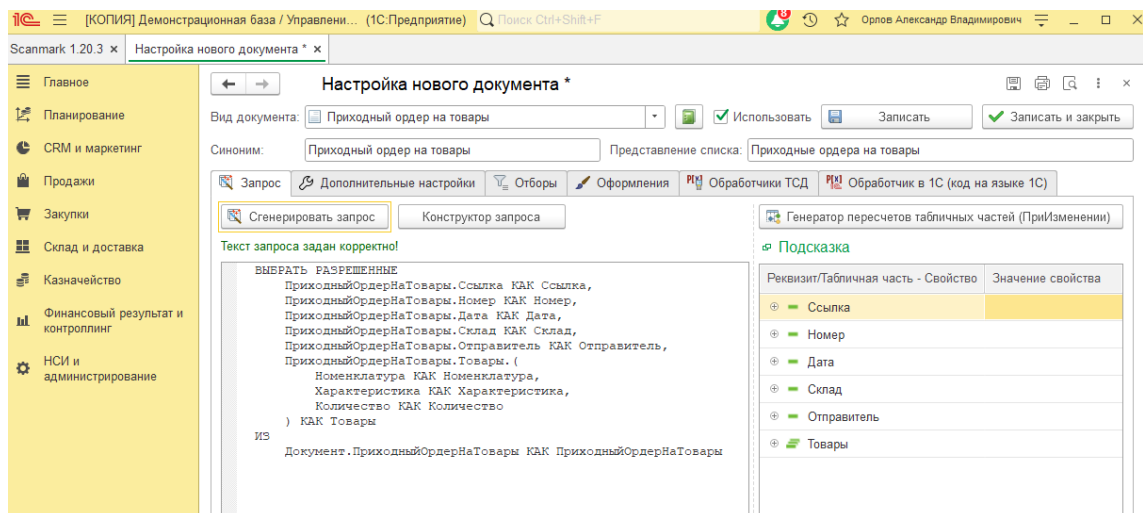 [КОПИЯ] Демонстрационная база / Управлени... (1С:Предприятие) Поиск Ctrl+Shift+F 8 Орлов Александр Владимирович
Scanmark 1.20.3 × Настройка нового документа * ×
Главное
Планирование
CRM и маркетинг
Продажи
Закупки
Склад и доставка
Казначейство
Финансовый результат и
контроллинг
НСИ и
администрирование
Настройка нового документа *
Вид документа: Приходный ордер на товары Использовать Записать Записать и закрыть
Синоним: Приходный ордер на товары Представление списка: Приходные ордера на товары
Запрос Дополнительные настройки Отборы Оформления Обработчики ТСД Обработчик в 1С (код на языке 1С)
Сгенерировать запрос Конструктор запроса Генератор пересчетов табличных частей (ПриИзменении)
Текст запроса задан корректно! Подсказка
ВЫБРАТЬ РАЗРЕШЕННЫЕ
ПриходныйОрдерНаТовары.Ссылка КАК Ссылка,
ПриходныйОрдерНаТовары.Номер КАК Номер,
ПриходныйОрдерНаТовары.Дата КАК Дата,
ПриходныйОрдерНаТовары.Склад КАК Склад,
ПриходныйОрдерНаТовары.Отправитель КАК Отправитель,
ПриходныйОрдерНаТовары.Товары.(
Номенклатура КАК Номенклатура,
Характеристика КАК Характеристика,
Количество КАК Количество
) КАК Товары
ИЗ
Документ.ПриходныйОрдерНаТовары КАК ПриходныйОрдерНаТовары
Реквизит/Табличная часть - Свойство Значение свойства
Ссылка
Номер
Дата
Склад
Отправитель
Товары